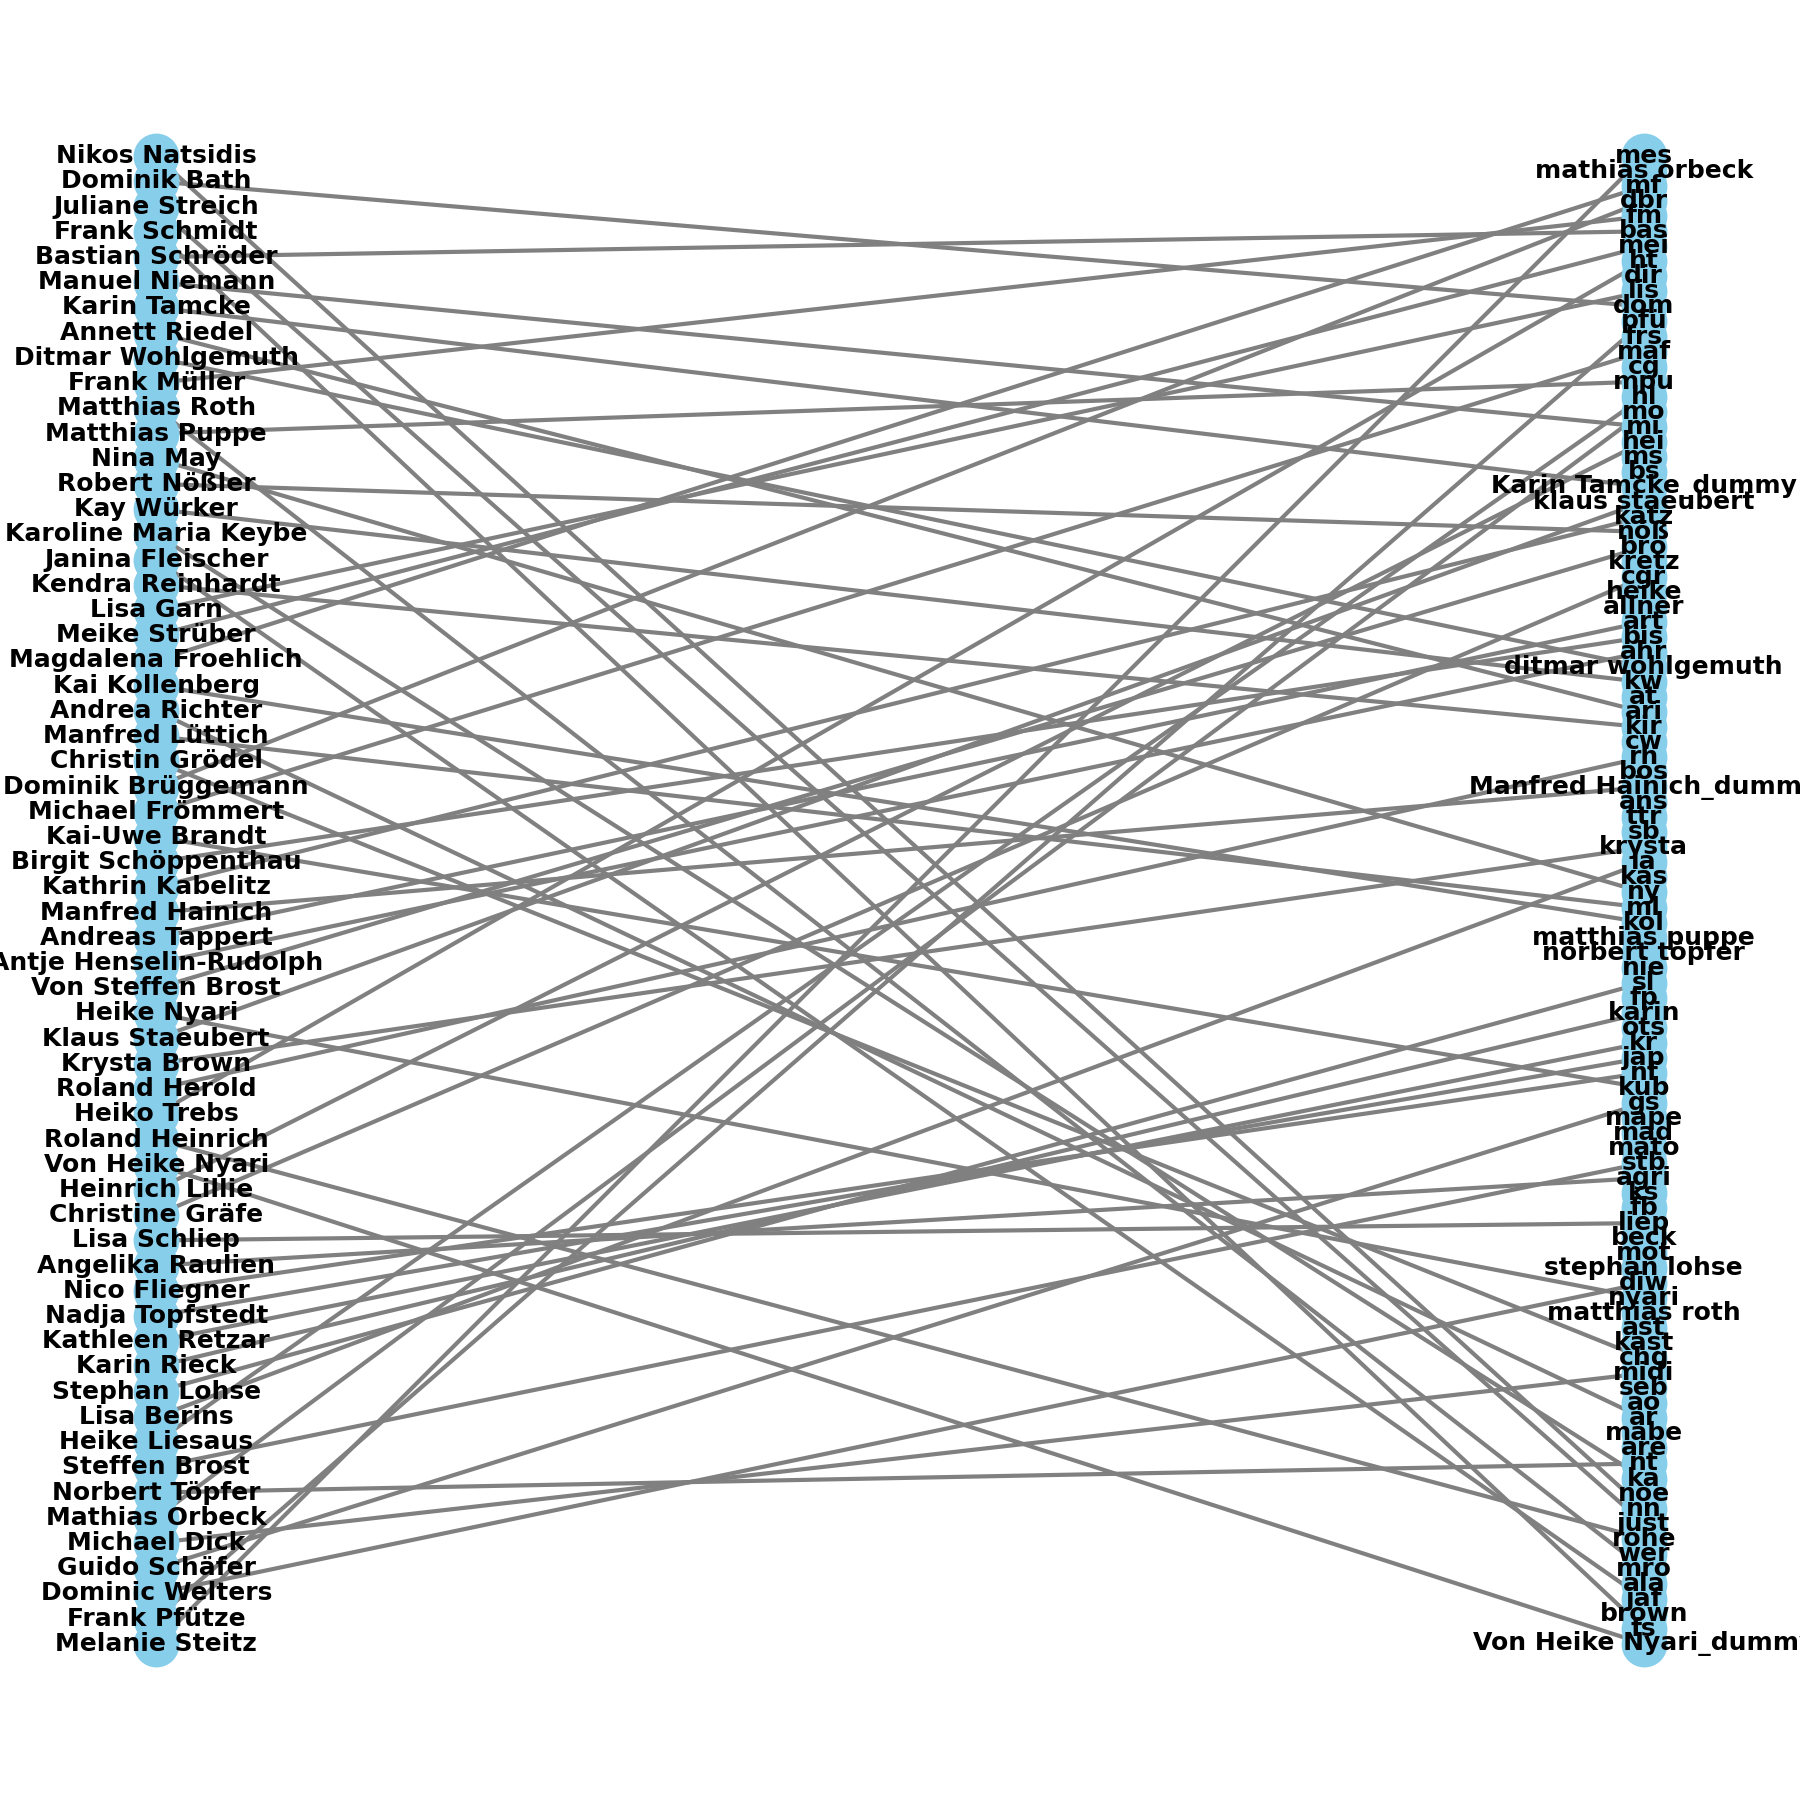 Nikos Natsidis
Dominik Bath
Juliane Streich
Frank Schmidt
Bastian Schröder
Manuel Niemann
Karin Tamcke
Annett Riedel
Ditmar Wohlgemuth
Frank Müller
Matthias Roth
Matthias Puppe
Nina May
Robert Nößler
Kay Würker
Karoline Maria Keybe
Janina Fleischer
Kendra Reinhardt
Lisa Garn
Meike Strüber
Magdalena Froehlich
Kai Kollenberg
Andrea Richter
Manfred Lüttich
Christin Grödel
Dominik Brüggemann
Michael Frömmert
Kai-Uwe Brandt
Birgit Schöppenthau
Kathrin Kabelitz
Manfred Hainich
Andreas Tappert
Antje Henselin-Rudolph
Von Steffen Brost
Heike Nyari
Klaus Staeubert
Krysta Brown
Roland Herold
Heiko Trebs
Roland Heinrich
Von Heike Nyari
Heinrich Lillie
Christine Gräfe
Lisa Schliep
Angelika Raulien
Nico Fliegner
Nadja Topfstedt
Kathleen Retzar
Karin Rieck
Stephan Lohse
Lisa Berins
Heike Liesaus
Steffen Brost
Norbert Töpfer
Mathias Orbeck
Michael Dick
Guido Schäfer
Dominic Welters
Frank Pfütze
Melanie Steitz
mes
mathias orbeck
mf
dbr
fm
bas
mei
ht
dir
lis
dom
pfü
frs
maf
cg
mpu
hl
mo
mi
hei
ms
bs
Karin Tamcke_dummy
klaus staeubert
katz
nöß
bro
kretz
cgr
heike
allner
art
bis
ahr
ditmar wohlgemuth
kw
at
ari
kir
cw
rh
bos
Manfred Hainich_dumm
ans
ttr
sb
krysta
la
kas
ny
ml
kol
matthias puppe
norbert töpfer
nie
sl
fp
karin
ots
kr
jap
nf
kub
gs
mape
mad
mato
stb
agri
ks
fb
liep
beck
mot
stephan lohse
diw
nyari
matthias roth
ast
kast
chg
midi
seb
ao
ar
mabe
are
nt
ka
noe
nn
just
rohe
wer
mro
ala
jaf
brown
fs
Von Heike Nyari_dummy